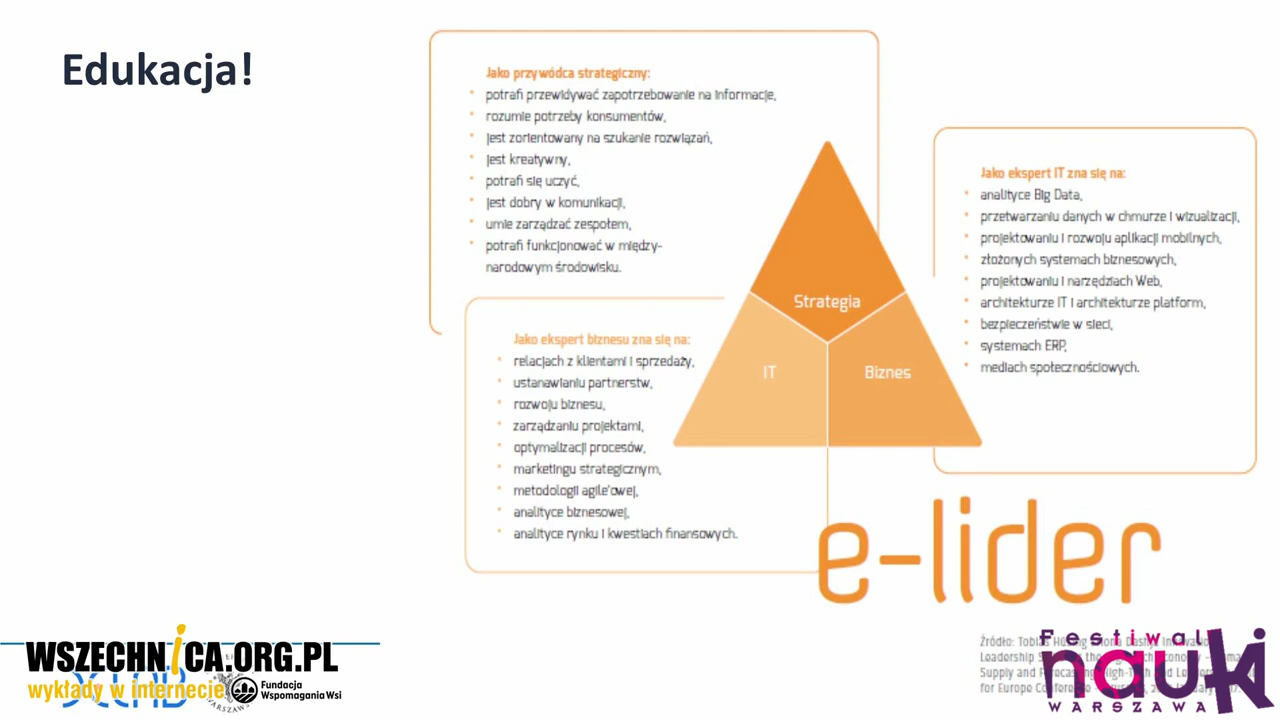 Edukacja!
Jako przywódca strategiczny:
potrafi przewidywać zapotrzebowanie na informacje,
rozumie potrzeby konsumentów,
jest zorientowany na szukanie rozwiązań,
jest kreatywny,
potrafi się uczyć,
jest dobry w komunikacji,
umie zarządzać zespołem,
potrafi funkcjonować w między-
narodowym środowisku.
Jako ekspert biznesu zna się na:
relacjach z klientami i sprzedaży,
ustanawianiu partnerstw,
rozwoju biznesu,
zarządzaniu projektami,
optymalizacji procesów,
marketingu strategicznym,
metodologii agile'owej,
analityce biznesowej,
analityce rynku i kwestiach finansowych.
Strategia
IT
Biznes
Jako ekspert IT zna się na:
analityce Big Data,
przetwarzaniu danych w chmurze i wizualizacji,
projektowaniu i rozwoju aplikacji mobilnych,
złożonych systemach biznesowych,
projektowaniu i narzędziach Web,
architekturze IT i architekturze platform,
bezpieczeństwie w sieci,
systemach ERP,
mediach społecznościowych.
e-lider
Źródło: Tobias
Leadership
Supply and
for Europe
Festiwal
nauki
WARSZAWA
WSZECHNICA.ORG.PL
wykłady w internecie
Fundacja
Wspomagania Wsi